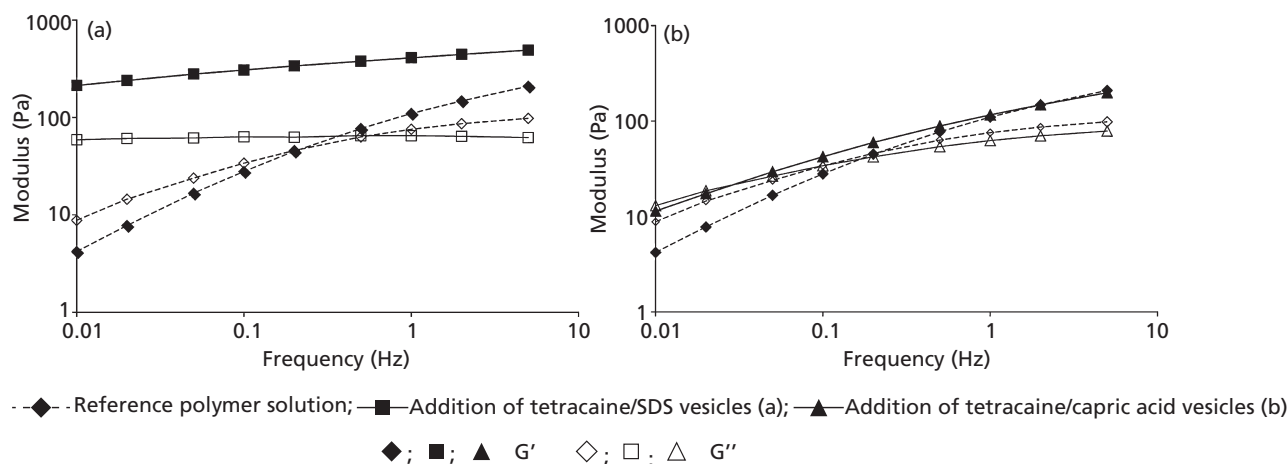 (a)
1000
100
10
1
Modulus (Pa)
0.01
0.1
1
10
Frequency (Hz)
(b)
1000
100
10
1
Modulus (Pa)
0.01
0.1
1
10
Frequency (Hz)
Reference polymer solution; Addition of tetracaine/SDS vesicles (a); Addition of tetracaine/capric acid vesicles (b)
; ; G' ; ; G''